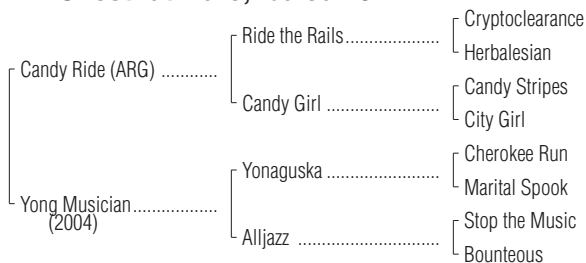 Cryptoclearance
Ride the Rails
Herbalesian
Candy Ride (ARG)
Candy Stripes
Candy Girl
City Girl
Cherokee Run
Yonaguska
Marital Spook
Yong Musician
(2004)
Stop the Music
Alljazz
Bounteous